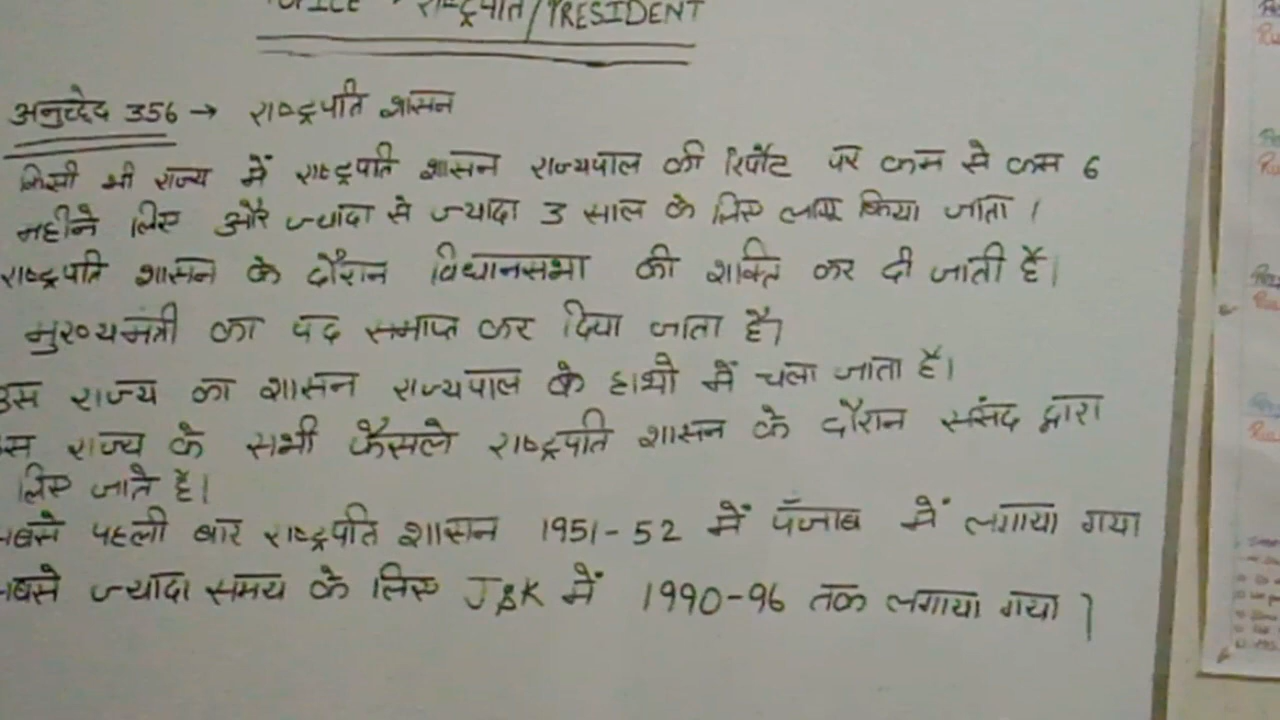 राष्ट्रपति/PRESIDENT
अनुच्छेद 356 → राष्ट्रपति शासन
किसी भी राज्य में राष्ट्रपति शासन राज्यपाल की रिर्पोट पर कम से कम 6
महीने लिए और ज्यादा से ज्यादा 3 साल के लिए लागू किया जाता।
राष्ट्रपति शासन के दौरान विधानसभा की शक्ति कर दी जाती है।
मुख्यमंत्री का पद समाप्त कर दिया जाता है।
उस राज्य का शासन राज्यपाल के हाथो में चला जाता है।
राज्य के सभी फैसले राष्ट्रपति शासन के दौरान संसद द्वारा
लिए जाते है।
सबसे पहली बार राष्ट्रपति शासन 1951-52 में पँजाब में लगाया गया
सबसे ज्यादा समय के लिए J&K में 1990-96 तक लगाया गया।